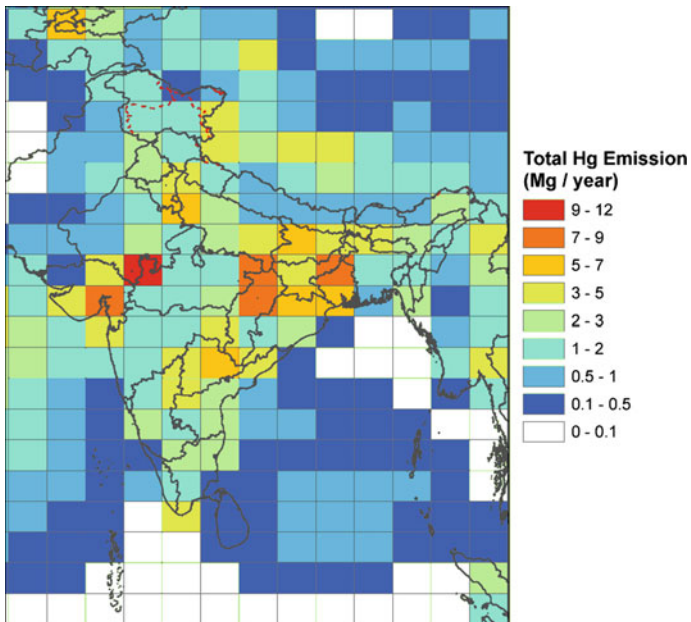 Total Hg Emission
(Mg / year)
9 - 12
7 - 9
5 - 7
3 - 5
2 - 3
1 - 2
0.5 - 1
0.1 - 0.5
0 - 0.1